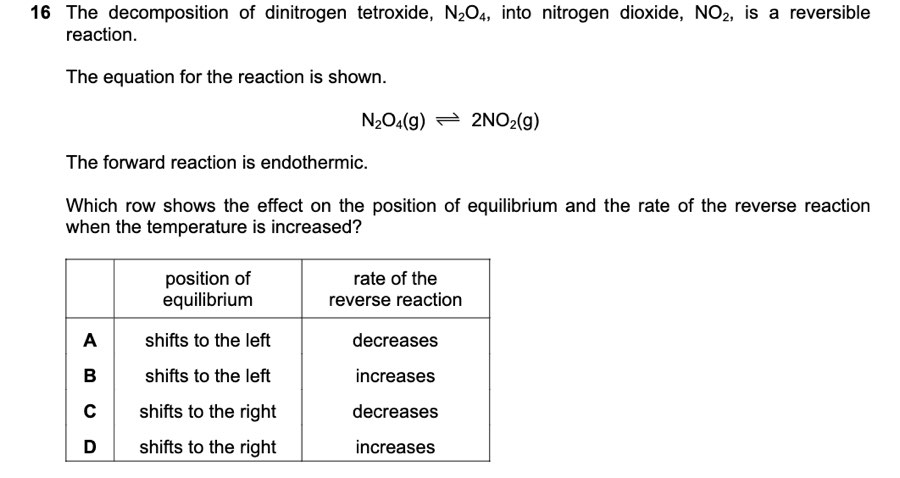 16 The decomposition of dinitrogen tetroxide, N₂O₄, into nitrogen dioxide, NO₂, is a reversible
reaction.
The equation for the reaction is shown.
N₂O₄(g) ⇌ 2NO₂(g)
The forward reaction is endothermic.
Which row shows the effect on the position of equilibrium and the rate of the reverse reaction
when the temperature is increased?
position of
equilibrium
rate of the
reverse reaction
A shifts to the left decreases
B shifts to the left increases
C shifts to the right decreases
D shifts to the right increases